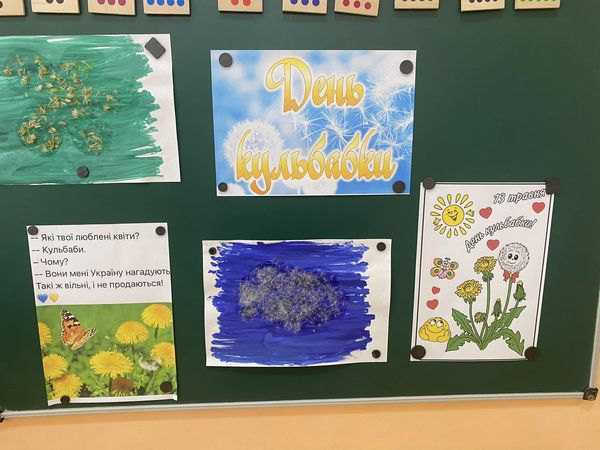 День
кульбабки
-- Які твої люблені квіти?
-- Кульбаби.
– Чому?
-- Вони мені Україну нагадують
Такі ж вільні, і не продаються!
💙💛
13 травня
День кульбабки!